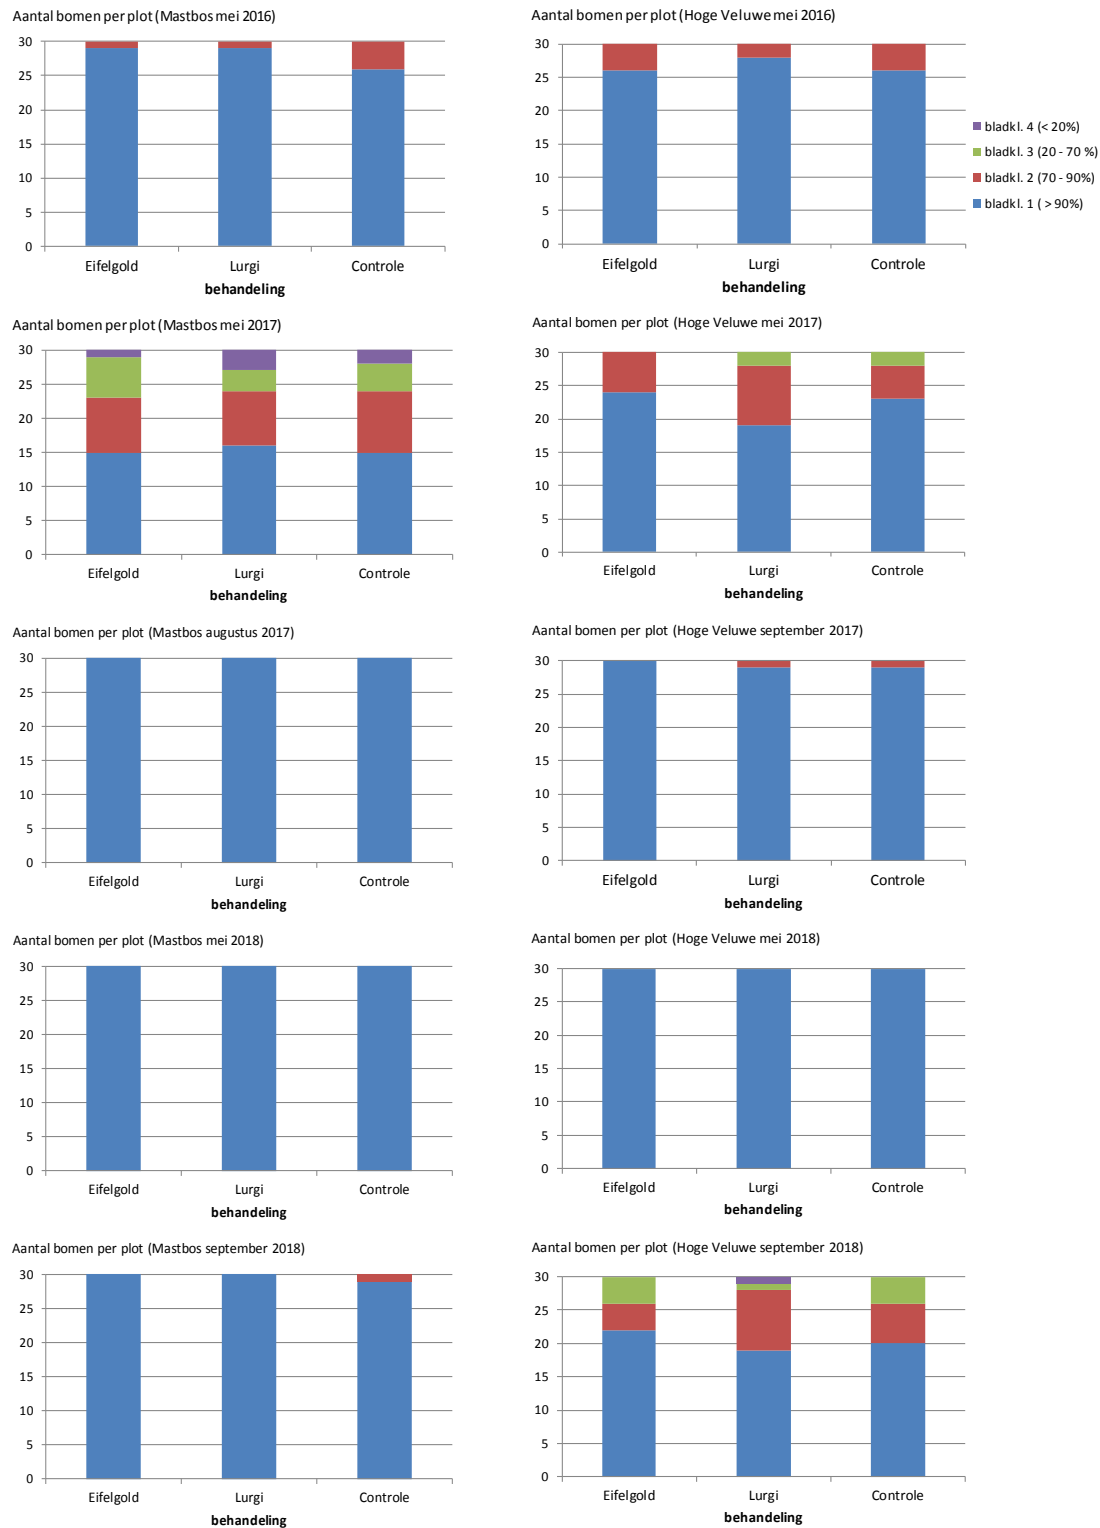 Aantal bomen per plot (Mastbos mei 2016)
30
25
20
15
10
5
0
Eifelgold Lurgi Controle
behandeling
Aantal bomen per plot (Hoge Veluwe mei 2016)
30
25
20
15
10
5
0
Eifelgold Lurgi Controle
behandeling
bladkl. 4 (< 20%)
bladkl. 3 (20 - 70 %)
bladkl. 2 (70 - 90%)
bladkl. 1 ( > 90%)
Aantal bomen per plot (Mastbos mei 2017)
30
25
20
15
10
5
0
Eifelgold Lurgi Controle
behandeling
Aantal bomen per plot (Hoge Veluwe mei 2017)
30
25
20
15
10
5
0
Eifelgold Lurgi Controle
behandeling
Aantal bomen per plot (Mastbos augustus 2017)
30
25
20
15
10
5
0
Eifelgold Lurgi Controle
behandeling
Aantal bomen per plot (Hoge Veluwe september 2017)
30
25
20
15
10
5
0
Eifelgold Lurgi Controle
behandeling
Aantal bomen per plot (Mastbos mei 2018)
30
25
20
15
10
5
0
Eifelgold Lurgi Controle
behandeling
Aantal bomen per plot (Hoge Veluwe mei 2018)
30
25
20
15
10
5
0
Eifelgold Lurgi Controle
behandeling
Aantal bomen per plot (Mastbos september 2018)
30
25
20
15
10
5
0
Eifelgold Lurgi Controle
behandeling
Aantal bomen per plot (Hoge Veluwe september 2018)
30
25
20
15
10
5
0
Eifelgold Lurgi Controle
behandeling